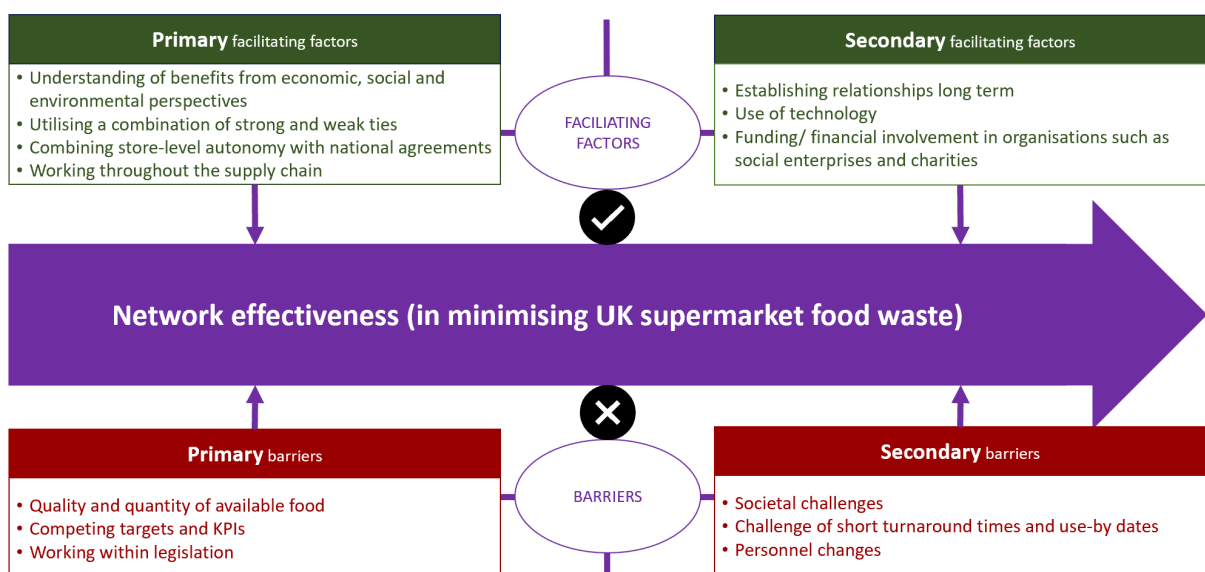 Primary facilitating factors
• Understanding of benefits from economic, social and
environmental perspectives
• Utilising a combination of strong and weak ties
• Combining store-level autonomy with national agreements
• Working throughout the supply chain
FACILIATING
FACTORS
Secondary facilitating factors
• Establishing relationships long term
• Use of technology
• Funding/ financial involvement in organisations such as
social enterprises and charities
Network effectiveness (in minimising UK supermarket food waste)
Primary barriers
• Quality and quantity of available food
• Competing targets and KPIs
• Working within legislation
BARRIERS
Secondary barriers
• Societal challenges
• Challenge of short turnaround times and use-by dates
• Personnel changes